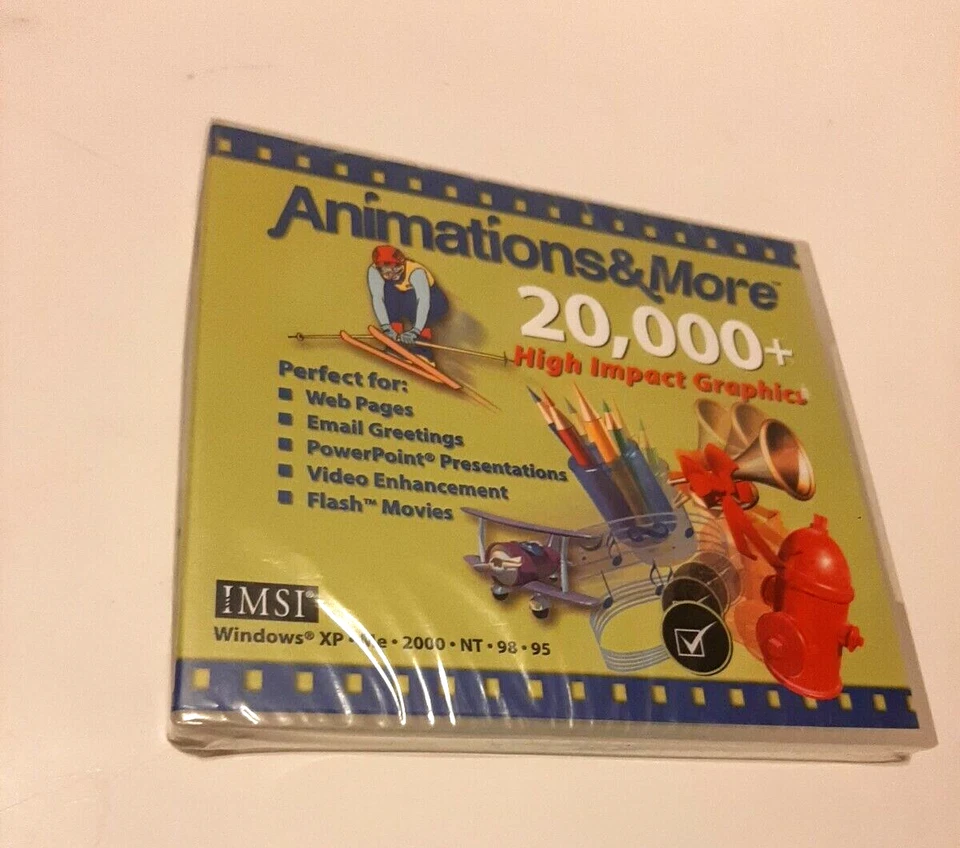 Animations&More™
20,000+
High Impact Graphics
Perfect for:
Web Pages
Email Greetings
PowerPoint® Presentations
Video Enhancement
Flash™ Movies
IMSI®
Windows® XP • Me • 2000 • NT • 98 • 95